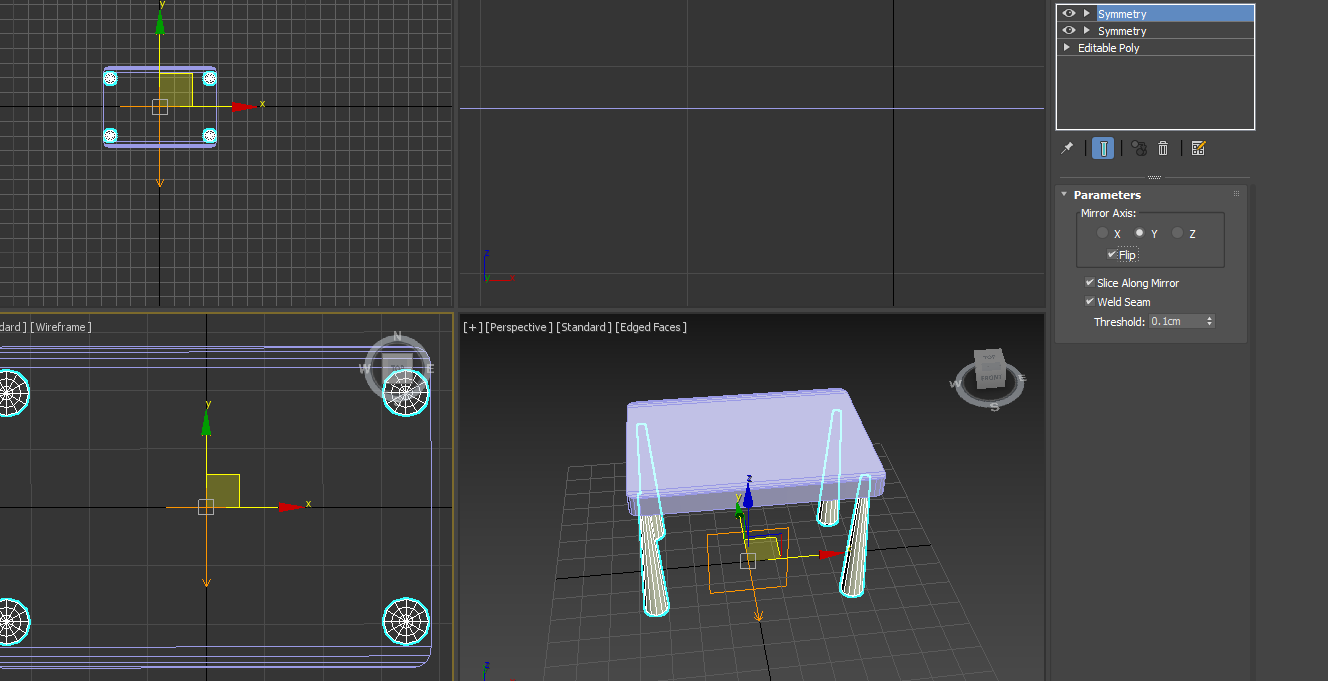 y
x
z
dard ] [Wireframe ]
N
W
TOP
E
y
x
[+] [Perspective ] [Standard ] [Edged Faces ]
TOP
FRONT
W
E
S
z
y
z
Symmetry
Symmetry
Editable Poly
Parameters
Mirror Axis:
X Y Z
Flip
Slice Along Mirror
Weld Seam
Threshold: 0.1cm